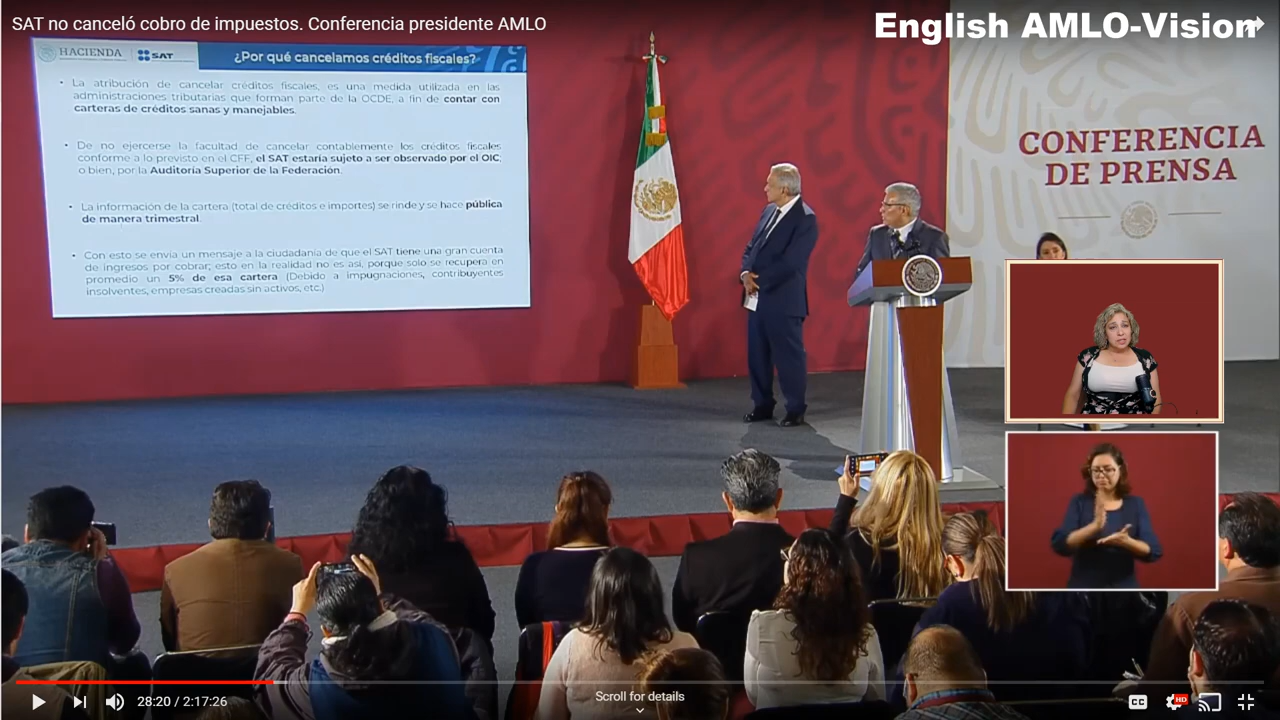 SAT no canceló cobro de impuestos. Conferencia presidente AMLO
English AMLO-Vision
HACIENDA
SAT
¿Por qué cancelamos créditos fiscales?
• La atribución de cancelar créditos fiscales, es una medida utilizada en las
administraciones tributarias que forman parte de la OCDE, a fin de contar con
carteras de créditos sanas y manejables.
• De no ejercerse la facultad de cancelar contablemente los créditos fiscales
conforme a lo previsto en el CFF, el SAT estaría sujeto a ser observado por el OIC;
o bien, por la Auditoría Superior de la Federación.
• La información de la cartera (total de créditos e importes) se rinde y se hace pública
de manera trimestral.
• Con esto se envía un mensaje a la ciudadanía de que el SAT tiene una gran cuenta
de ingresos por cobrar; esto en la realidad no es así, porque solo se recupera en
promedio un 5% de esa cartera (Debido a impugnaciones, contribuyentes
insolventes, empresas creadas sin activos, etc.)
CONFERENCIA
DE PRENSA
28:20 / 2:17:26
Scroll for details
CC
HD